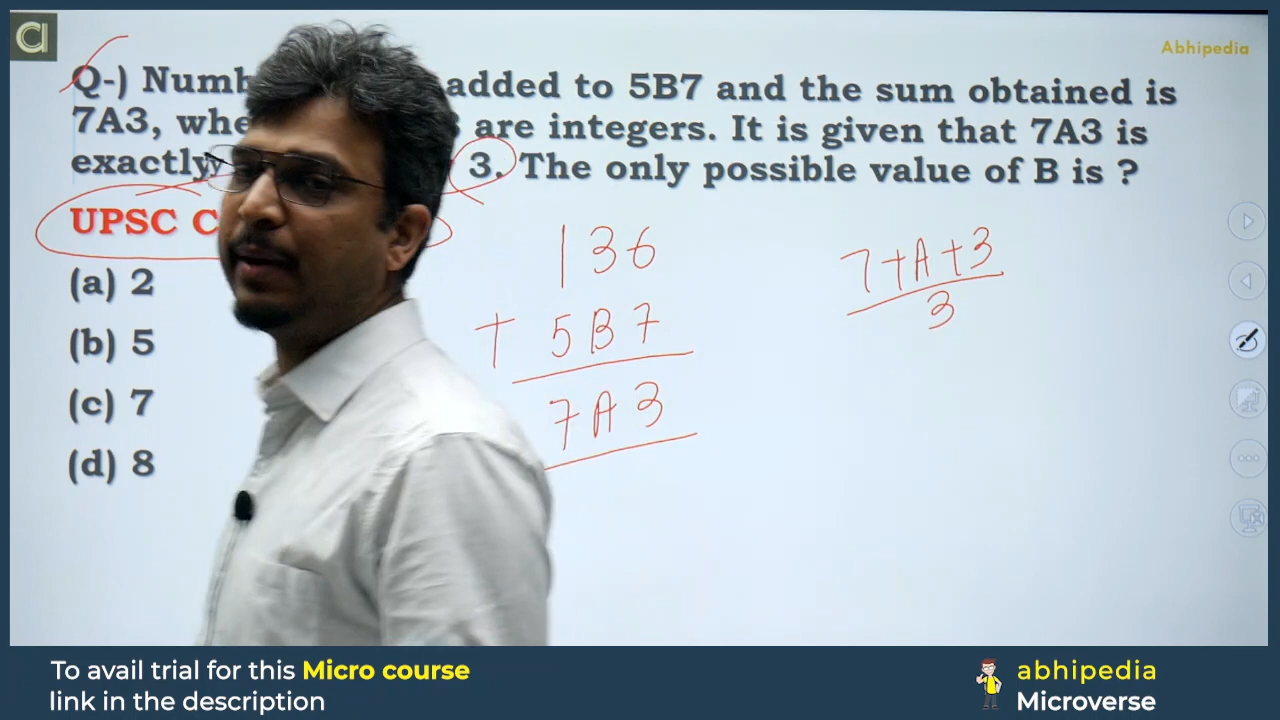 Abhipedia
Q-) Numb added to 5B7 and the sum obtained is
7A3, whe are integers. It is given that 7A3 is
exactly 3. The only possible value of B is ?
UPSC C
(a) 2
(b) 5
(c) 7
(d) 8
136
+ 5B7
7A3
7+A+3
3
To avail trial for this Micro course
link in the description
abhipedia
Microverse